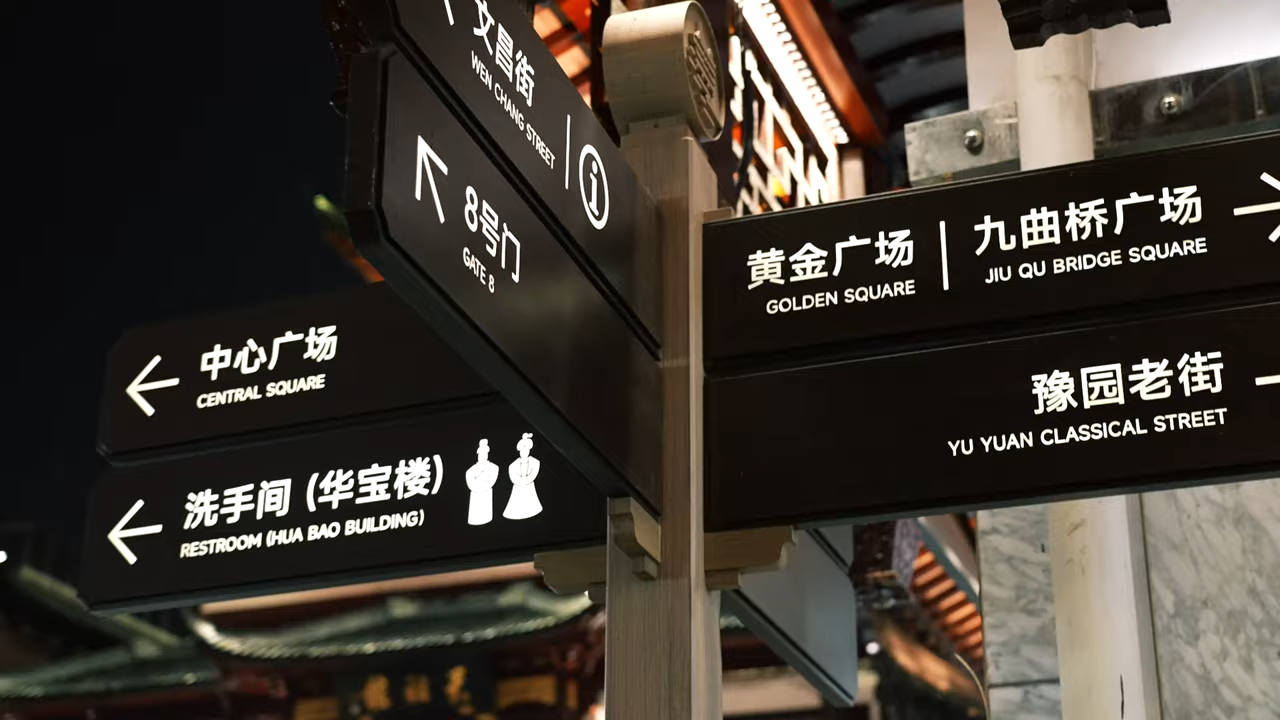 文昌街
WEN CHANG STREET
8号门
GATE 8
中心广场
CENTRAL SQUARE
洗手间 (华宝楼)
RESTROOM (HUA BAO BUILDING)
黄金广场
GOLDEN SQUARE
九曲桥广场
JIU QU BRIDGE SQUARE
豫园老街
YU YUAN CLASSICAL STREET